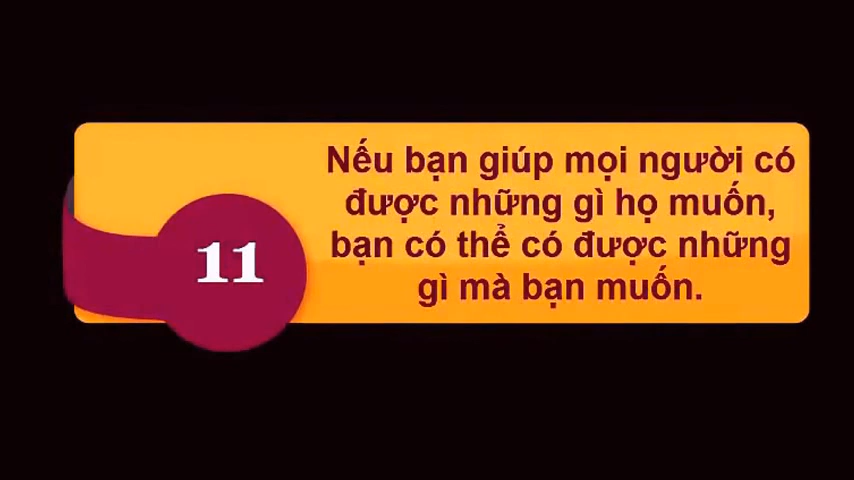 11
Nếu bạn giúp mọi người có
được những gì họ muốn,
bạn có thể có được những
gì mà bạn muốn.